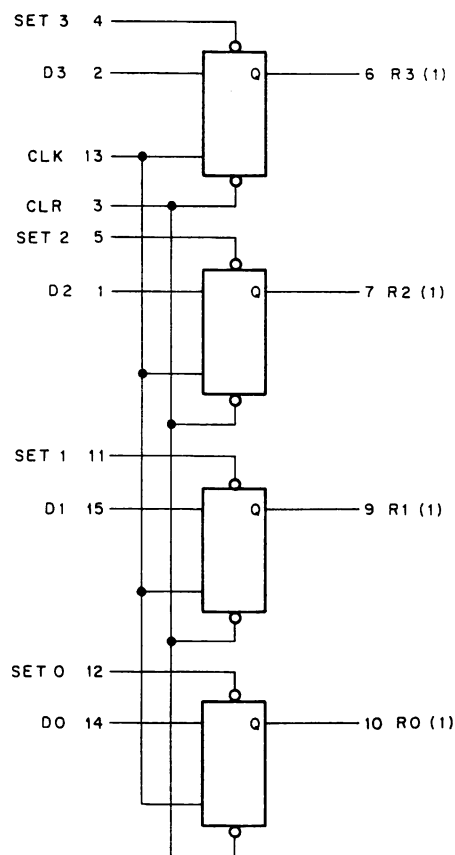 SET 3 4
D3 2 Q 6 R3 (1)
CLK 13
CLR 3
SET 2 5
D2 1 Q 7 R2 (1)
SET 1 11
D1 15 Q 9 R1 (1)
SET 0 12
D0 14 Q 10 R0 (1)